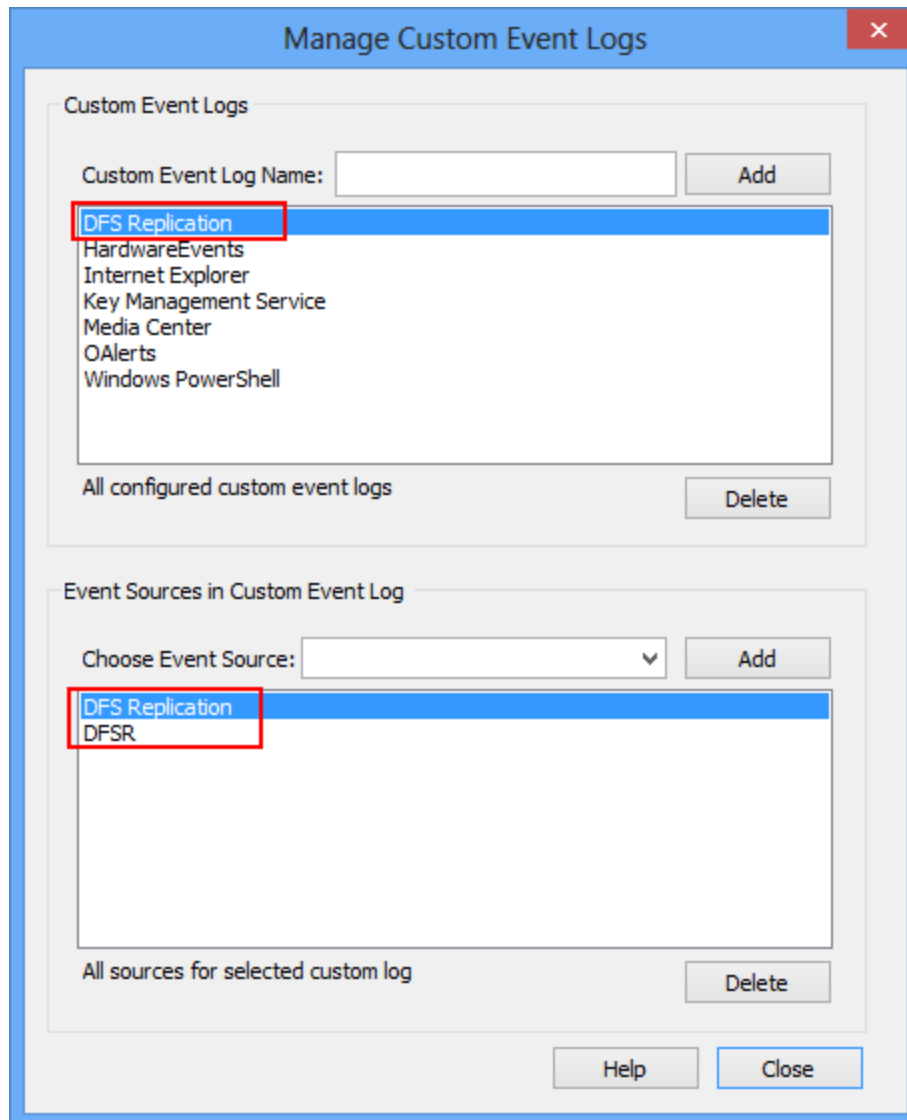 Manage Custom Event Logs
Custom Event Logs
Custom Event Log Name:
Add
DFS Replication
HardwareEvents
Internet Explorer
Key Management Service
Media Center
OAlerts
Windows PowerShell
All configured custom event logs
Delete
Event Sources in Custom Event Log
Choose Event Source:
Add
DFS Replication
DFSR
All sources for selected custom log
Delete
Help
Close